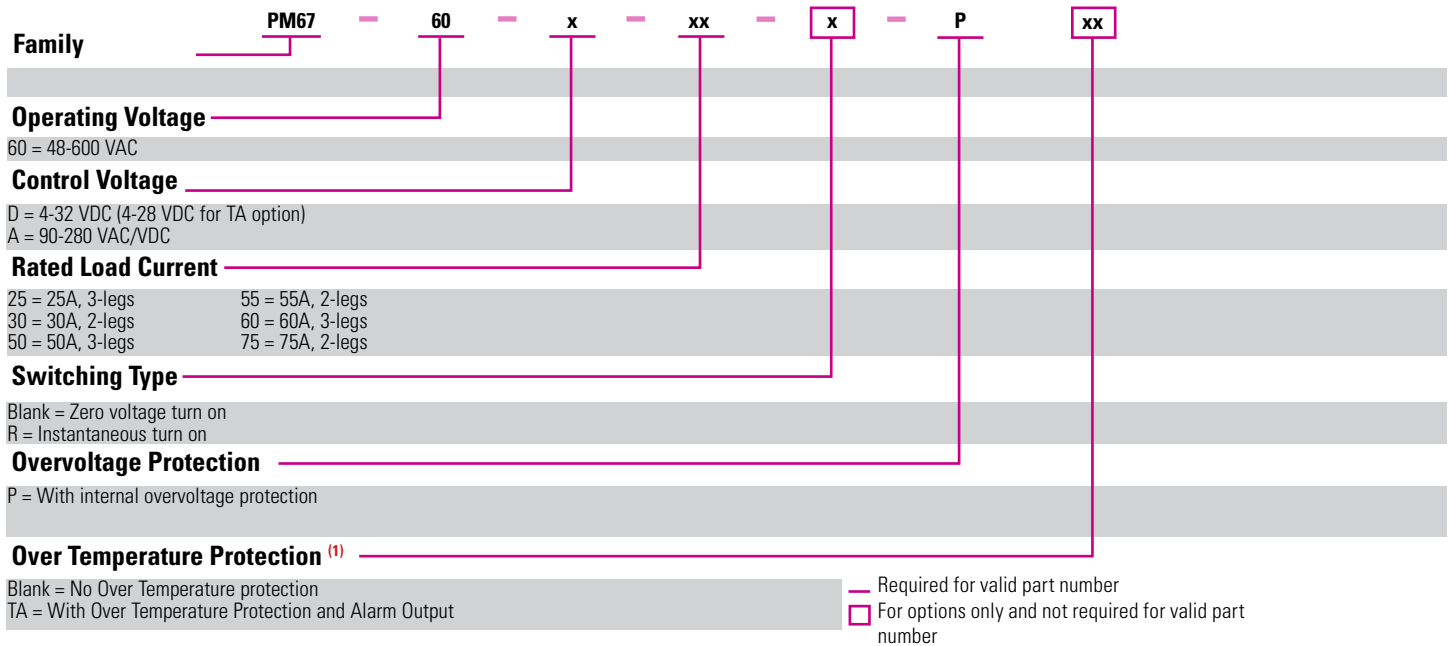 PM67 – 60 – x – xx – x – P xx
Family
Operating Voltage
60 = 48-600 VAC
Control Voltage
D = 4-32 VDC (4-28 VDC for TA option)
A = 90-280 VAC/VDC
Rated Load Current
25 = 25A, 3-legs 55 = 55A, 2-legs
30 = 30A, 2-legs 60 = 60A, 3-legs
50 = 50A, 3-legs 75 = 75A, 2-legs
Switching Type
Blank = Zero voltage turn on
R = Instantaneous turn on
Overvoltage Protection
P = With internal overvoltage protection
Over Temperature Protection (1)
Blank = No Over Temperature protection
TA = With Over Temperature Protection and Alarm Output
Required for valid part number
For options only and not required for valid part
number